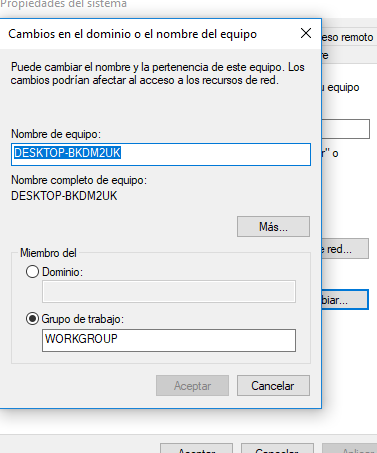 Propiedades del sistema
Cambios en el dominio o el nombre del equipo
eso remoto
Puede cambiar el nombre y la pertenencia de este equipo. Los
cambios podrían afectar al acceso a los recursos de red.
equipo
Nombre de equipo:
DESKTOP-BKDM2UK
Nombre completo de equipo:
DESKTOP-BKDM2UK
Más...
Miembro del
Dominio:
e red...
Grupo de trabajo:
biar...
WORKGROUP
Aceptar Cancelar
Aceptar Cancelar Aplicar